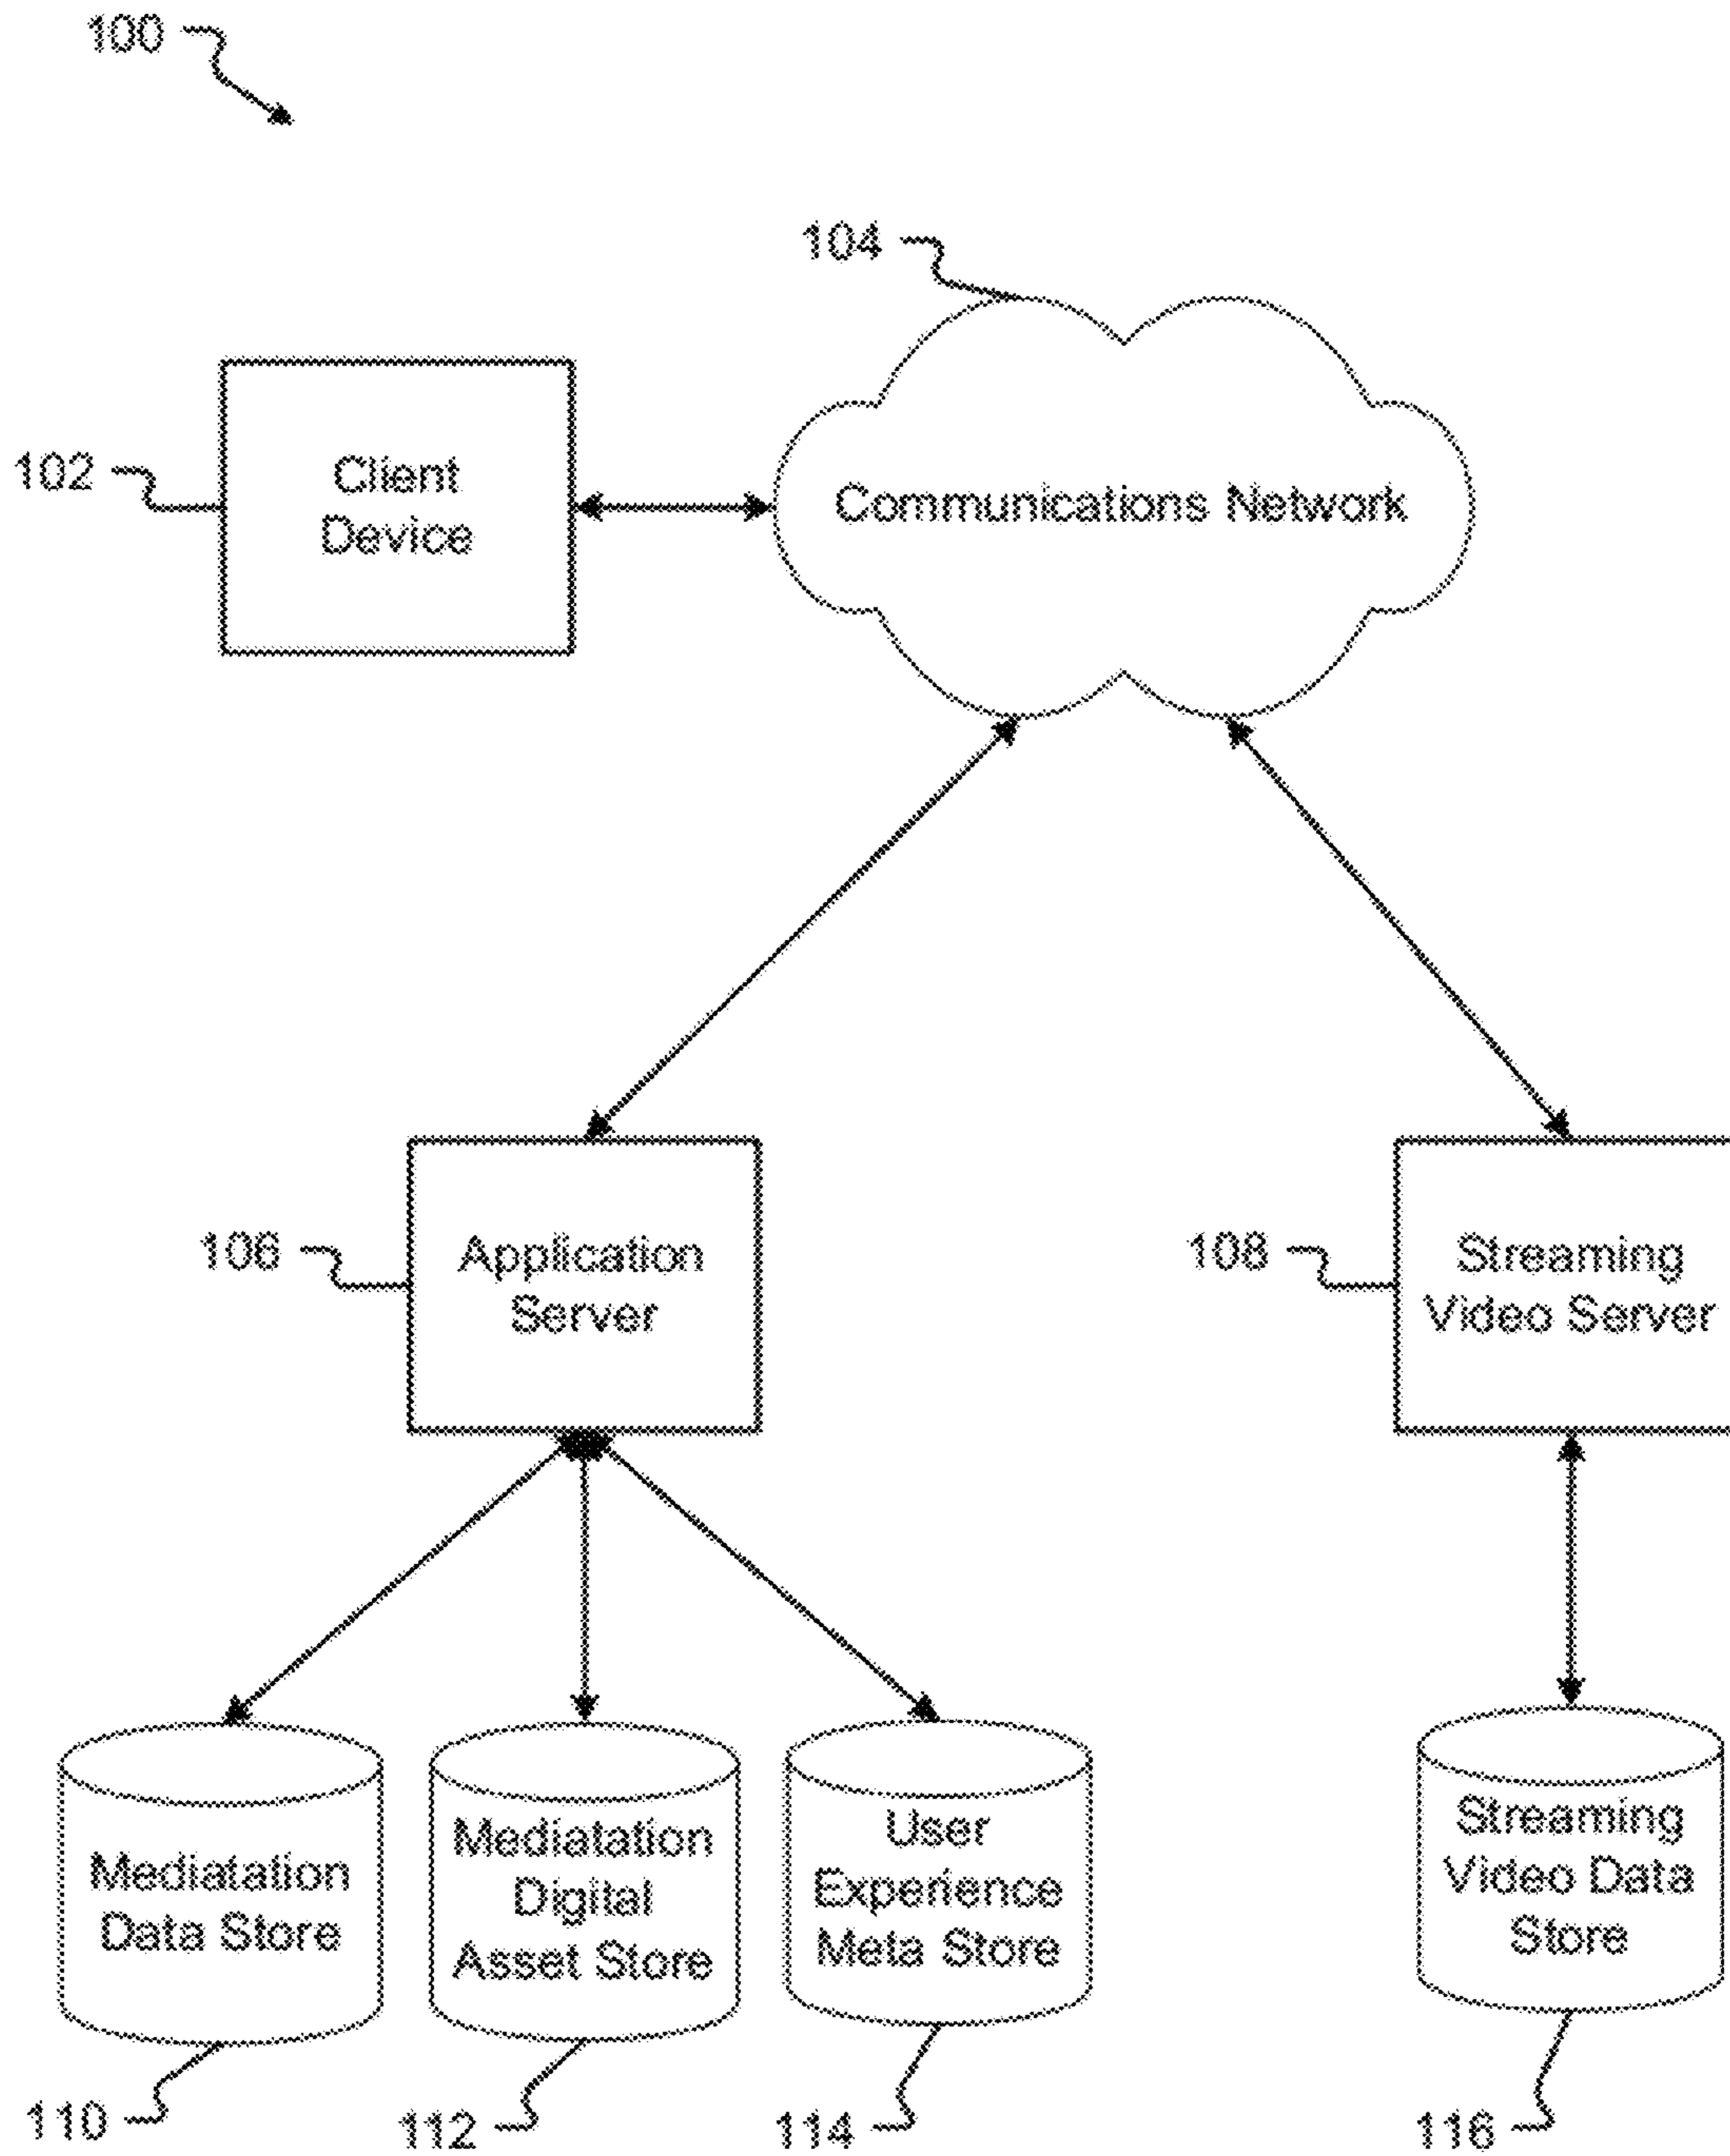 100
104
102
Client
Device
Communications Network
106
Application
Server
108
Streaming
Video Server
Mediatation
Data Store
Mediatation
Digital
Asset Store
User
Experience
Meta Store
Streaming
Video Data
Store
110
112
114
116